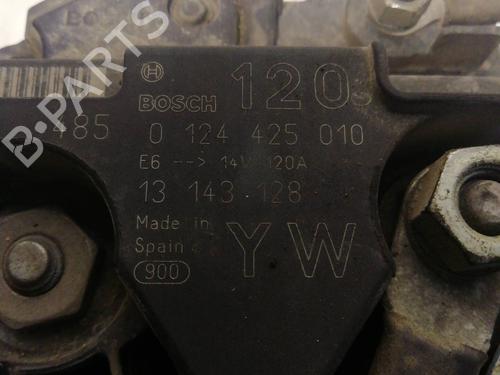 BOSCH 120
485 0 124 425 010
E6 --> 14V 120A
13 143 128
Made in
Spain
YW
900
B-PARTS